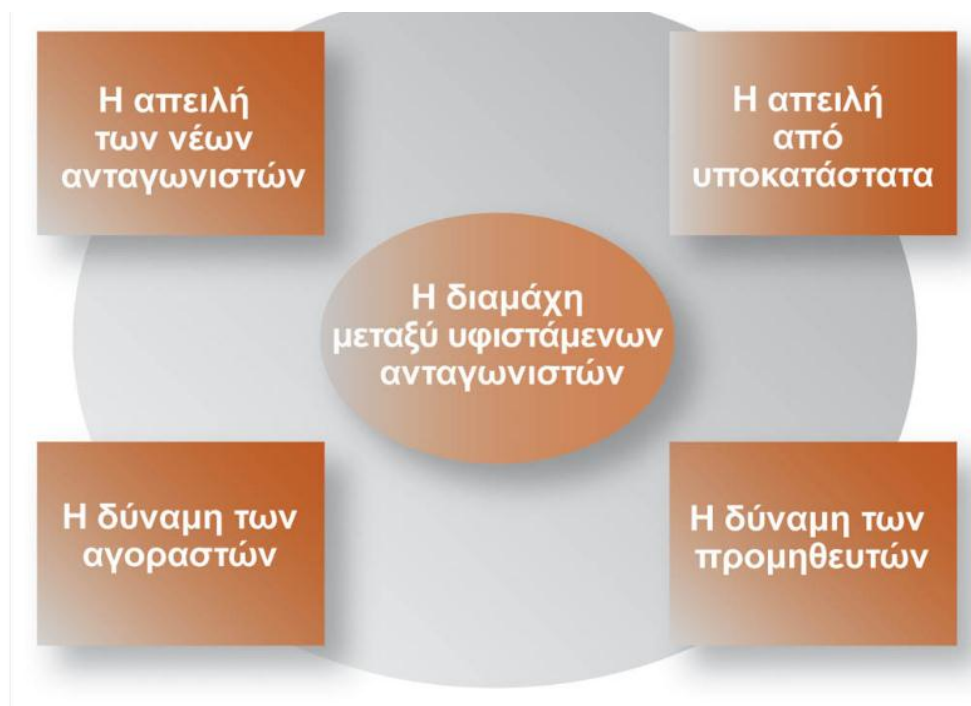 Η απειλή
των νέων
ανταγωνιστών
Η απειλή
από
υποκατάστατα
Η διαμάχη
μεταξύ υφιστάμενων
ανταγωνιστών
Η δύναμη των
αγοραστών
Η δύναμη των
προμηθευτών